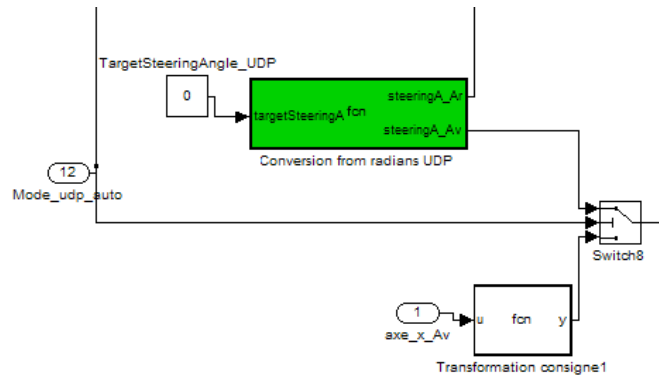 TargetSteeringAngle_UDP
0
targetSteeringA
fcn
steeringA_Ar
steeringA_Av
Conversion from radians UDP
12
Mode_udp_auto
Switch8
1
axe_x_Av
u
fcn
y
Transformation consigne1